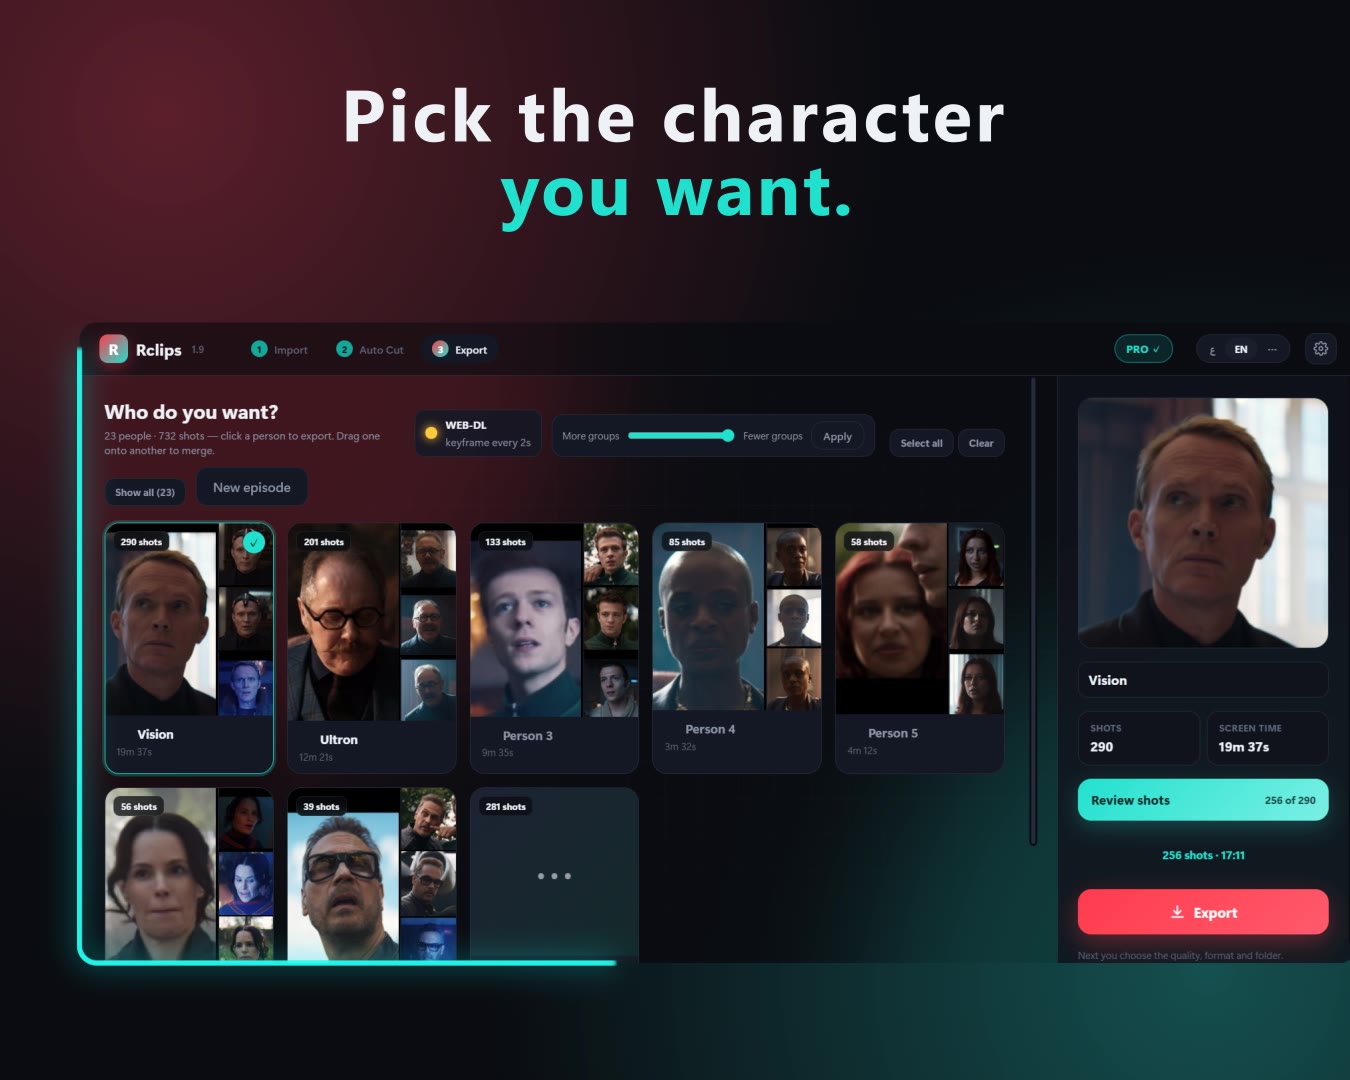 Pick the character
you want.
R Rclips 1.9
1 Import
2 Auto Cut
3 Export
PRO ✓
ع EN ···
Who do you want?
23 people · 732 shots — click a person to export. Drag one
onto another to merge.
WEB-DL
keyframe every 2s
More groups
Fewer groups
Apply
Select all
Clear
Show all (23)
New episode
290 shots
Vision
19m 37s
201 shots
Ultron
12m 21s
133 shots
Person 3
9m 35s
85 shots
Person 4
3m 32s
58 shots
Person 5
4m 12s
56 shots
39 shots
281 shots
Vision
SHOTS
290
SCREEN TIME
19m 37s
Review shots 256 of 290
256 shots · 17:11
Export
Next you choose the quality, format and folder.